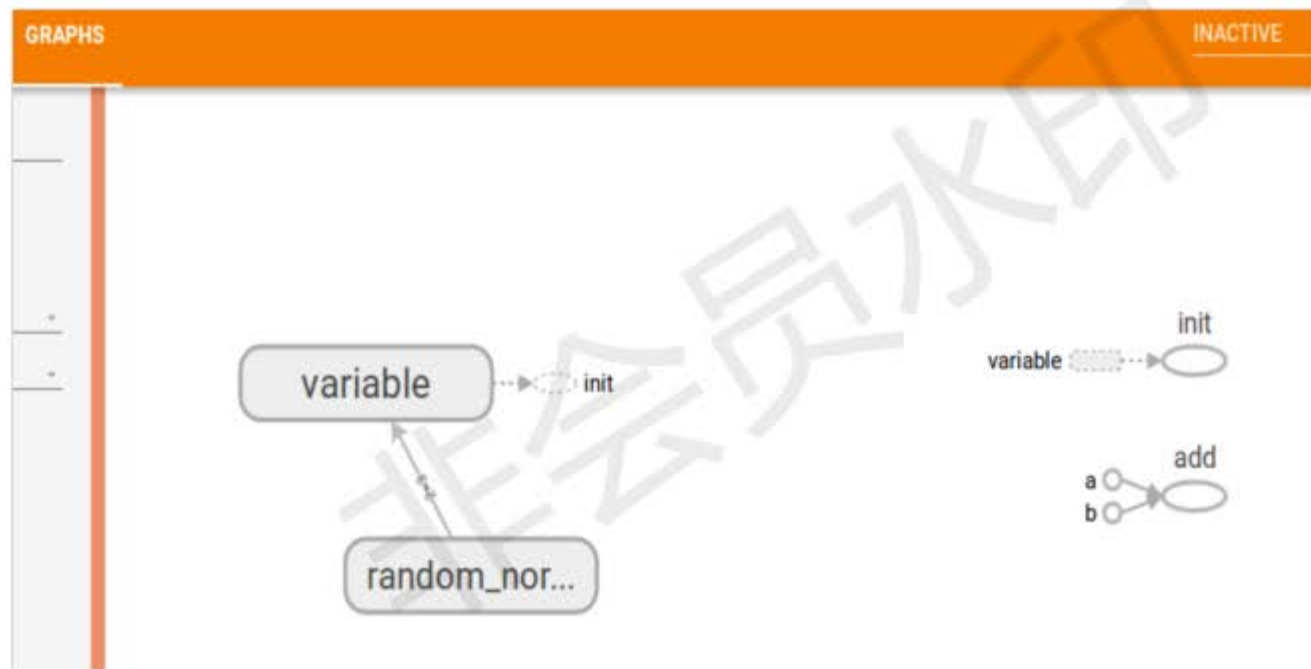 GRAPHS
INACTIVE
init
variable
variable
init
add
a
b
random_nor...
非会员水印